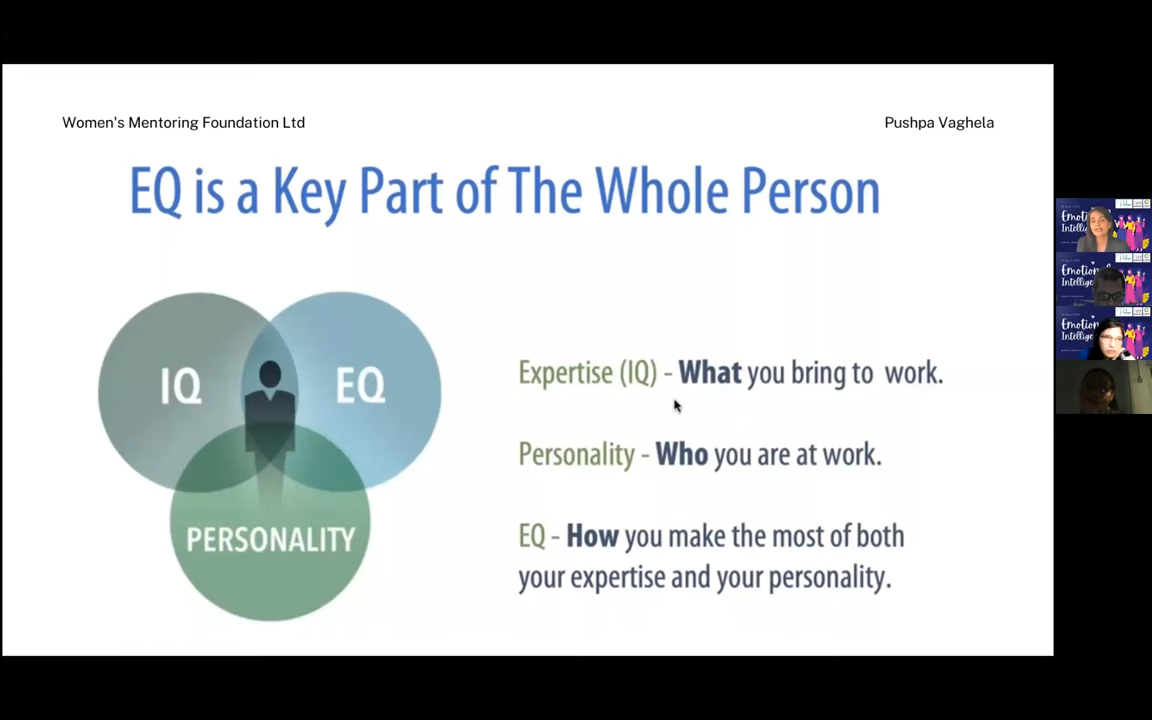 Women's Mentoring Foundation Ltd
Pushpa Vaghela
EQ is a Key Part of The Whole Person
IQ
EQ
PERSONALITY
Expertise (IQ) - What you bring to work.
Personality - Who you are at work.
EQ - How you make the most of both
your expertise and your personality.